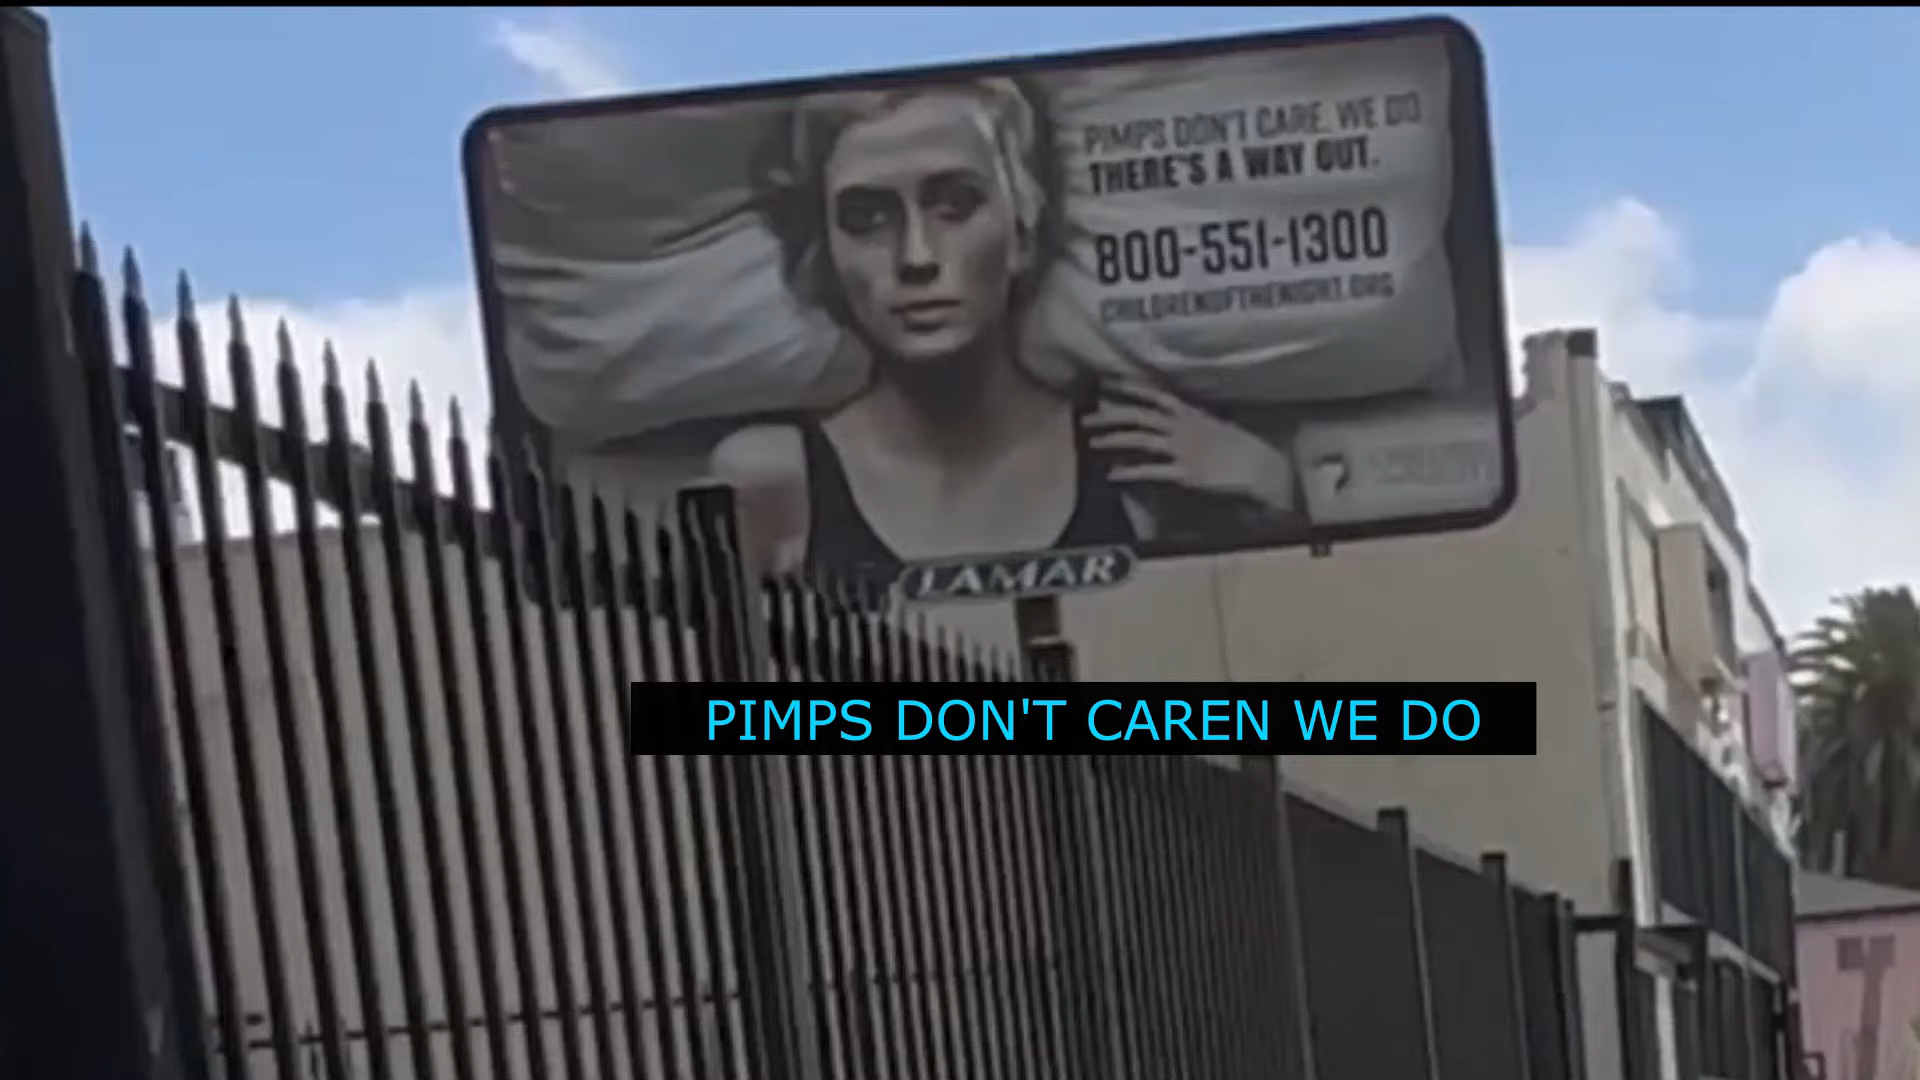 PIMPS DON'T CARE. WE DO.
THERE'S A WAY OUT.
800-551-1300
CHILDRENOFTHENIGHT.ORG
LAMAR
PIMPS DON'T CAREN WE DO